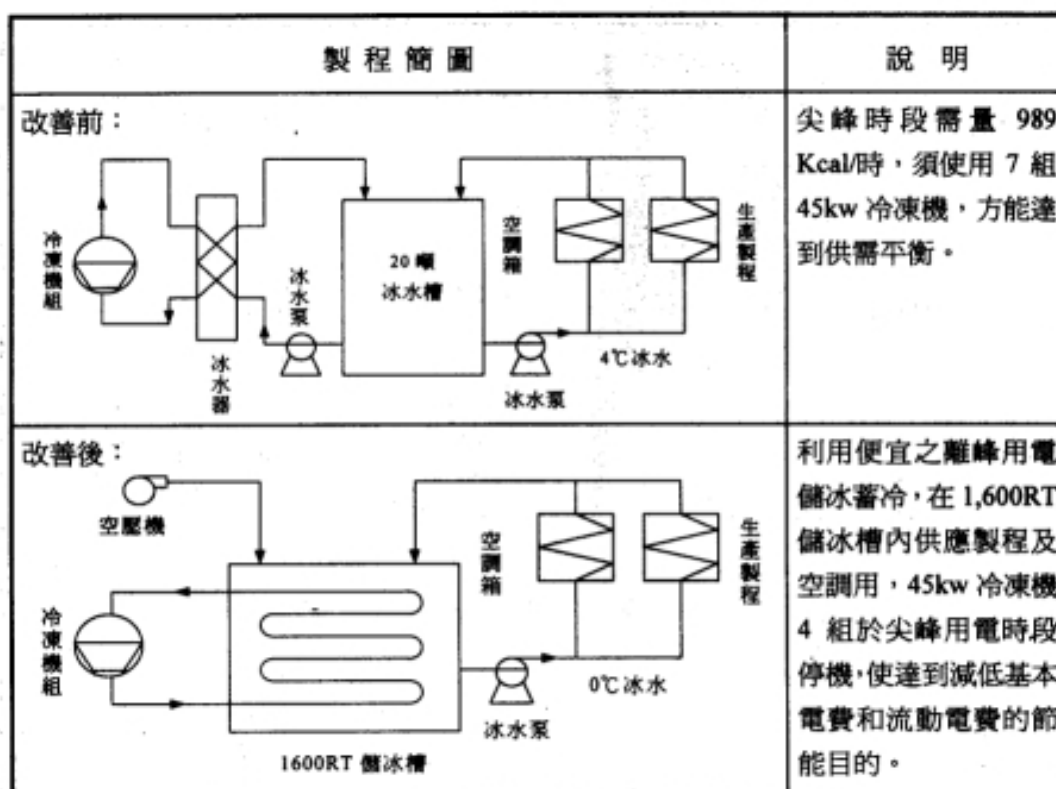 製程簡圖
說明
改善前：
冷凍機組
冰水器
冰水泵
20 噸
冰水槽
空調箱
生產製程
4℃冰水
冰水泵
尖峰時段需量 989
Kcal/時，須使用 7 組
45kw 冷凍機，方能達
到供需平衡。
改善後：
空壓機
冷凍機組
空調箱
生產製程
0℃冰水
冰水泵
1600RT 儲冰槽
利用便宜之離峰用電
儲冰蓄冷，在 1,600RT
儲冰槽內供應製程及
空調用，45kw 冷凍機
4 組於尖峰用電時段
停機，使達到減低基本
電費和流動電費的節
能目的。